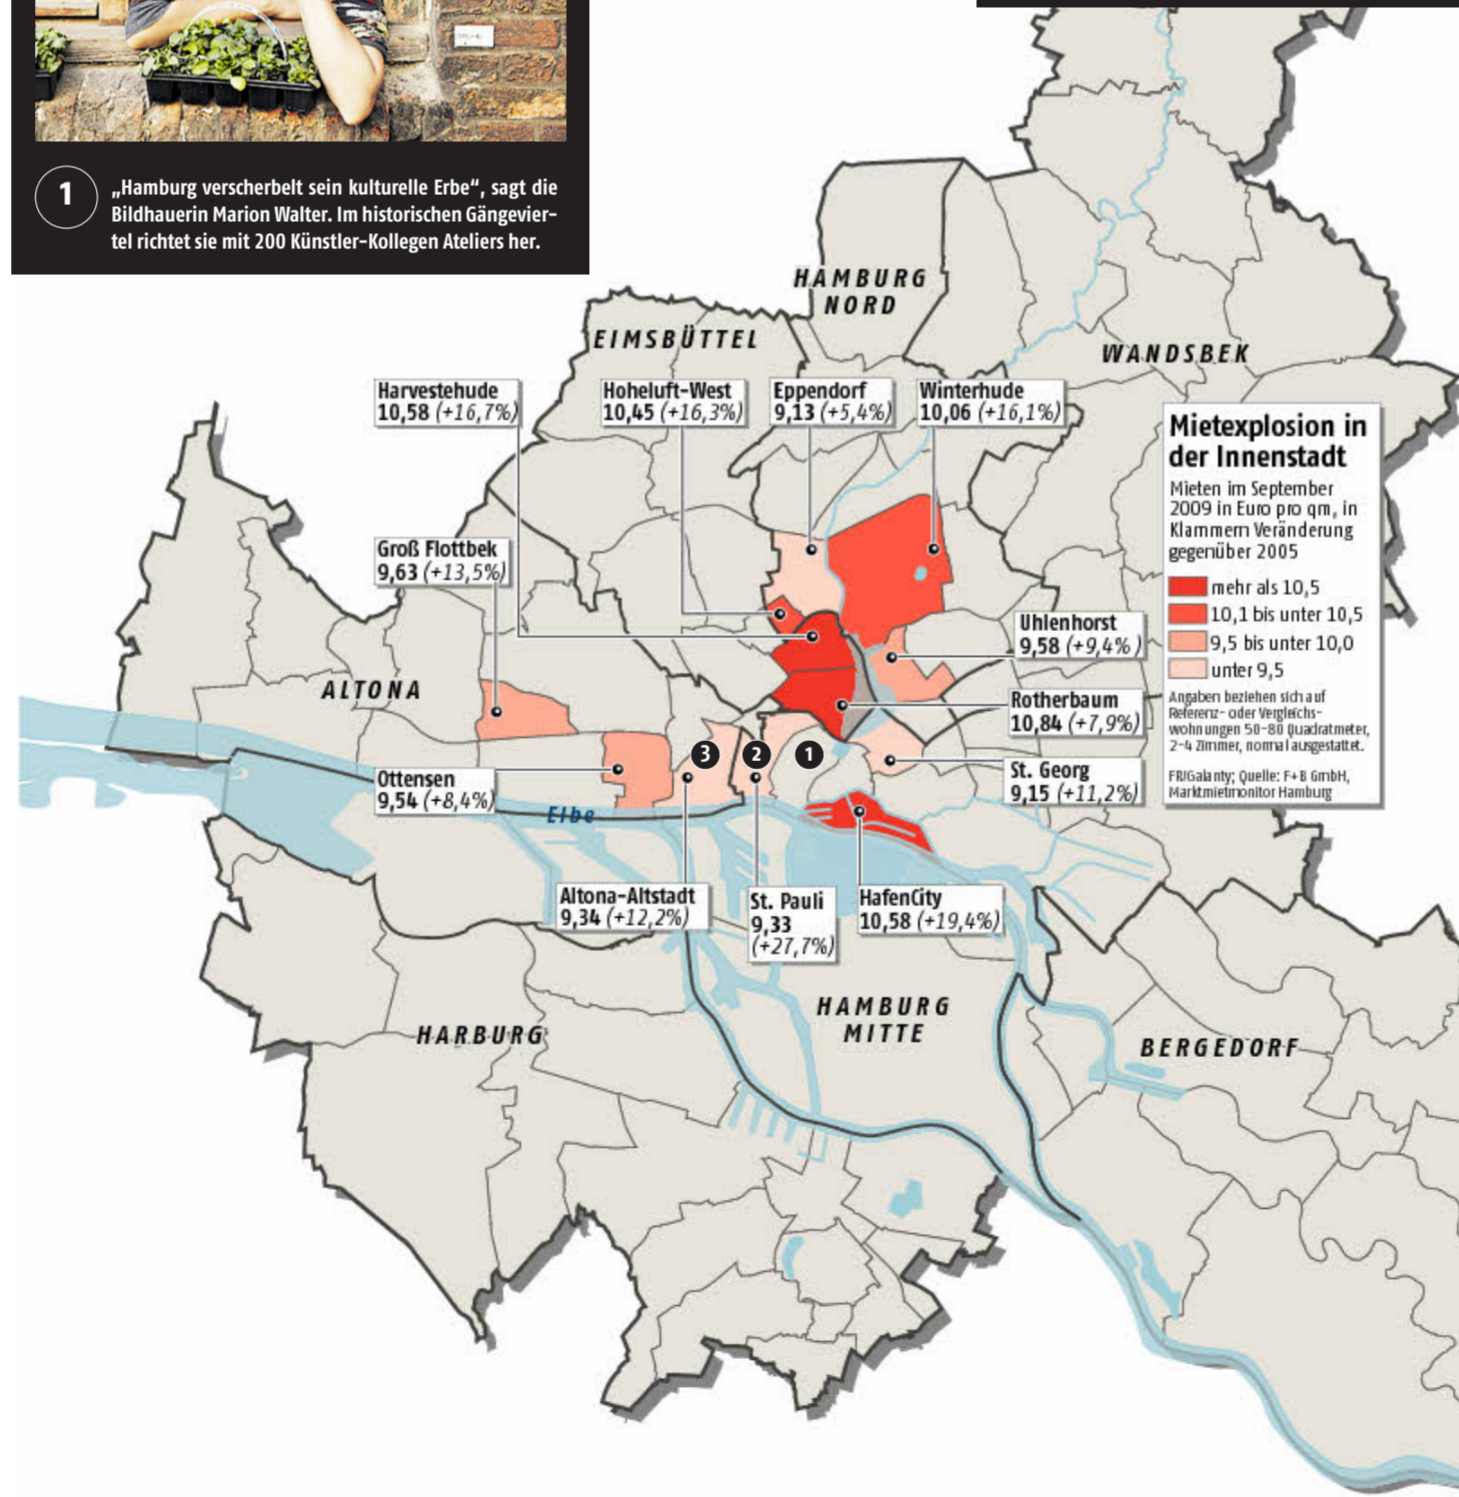 1
„Hamburg verscherbelt sein kulturelle Erbe“, sagt die
Bildhauerin Marion Walter. Im historischen Gängevier-
tel richtet sie mit 200 Künstler-Kollegen Ateliers her.
HAMBURG
NORD
EIMSBÜTTEL
WANDSBEK
Harvestehude
10,58 (+16,7%)
Hoheluft-West
10,45 (+16,3%)
Eppendorf
9,13 (+5,4%)
Winterhude
10,06 (+16,1%)
Mietexplosion in
der Innenstadt
Mieten im September
2009 in Euro pro qm, in
Klammern Veränderung
gegenüber 2005
mehr als 10,5
10,1 bis unter 10,5
9,5 bis unter 10,0
unter 9,5
Angaben beziehen sich auf
Referenz- oder Vergleichs-
wohnungen 50-80 Quadratmeter,
2-4 Zimmer, normal ausgestattet.
FR/Galanty; Quelle: F+B GmbH,
Marktmietmonitor Hamburg
Groß Flottbek
9,63 (+13,5%)
Uhlenhorst
9,58 (+9,4% )
ALTONA
Rotherbaum
10,84 (+7,9%)
3
2
1
Ottensen
9,54 (+8,4%)
St. Georg
9,15 (+11,2%)
Elbe
Altona-Altstadt
9,34 (+12,2%)
St. Pauli
9,33
(+27,7%)
HafenCity
10,58 (+19,4%)
HAMBURG
MITTE
HARBURG
BERGEDORF